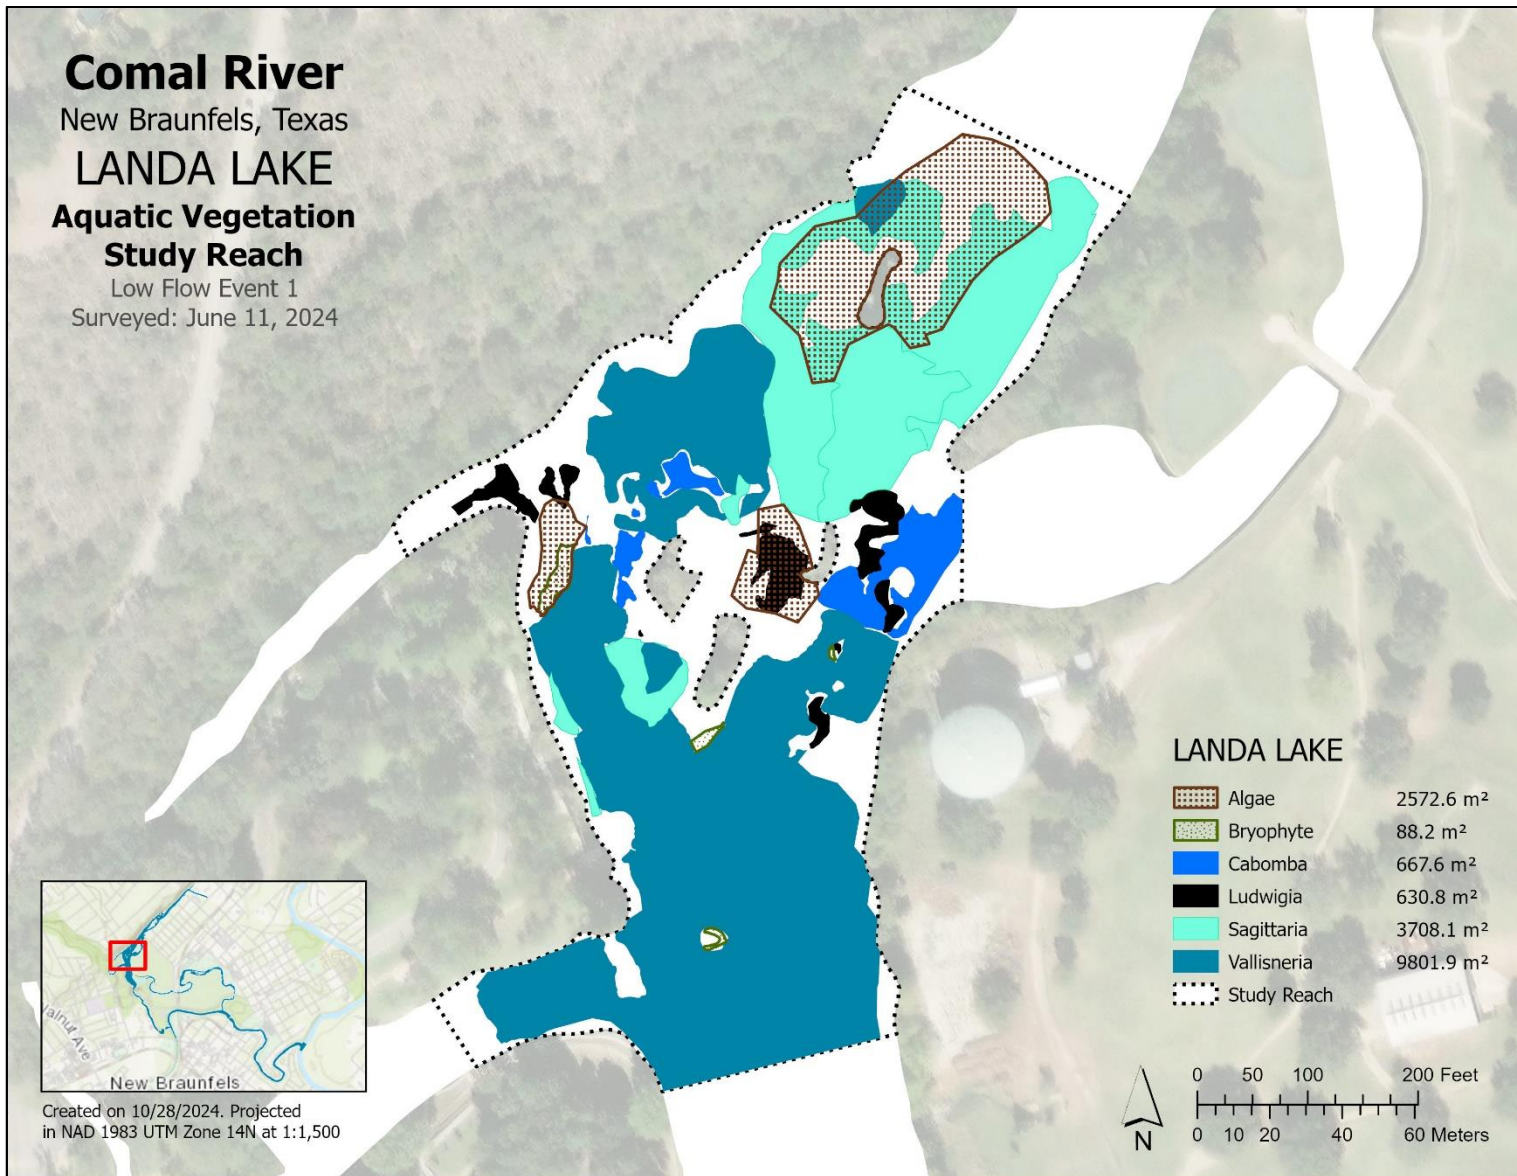 Comal River
New Braunfels, Texas
LANDA LAKE
Aquatic Vegetation
Study Reach
Low Flow Event 1
Surveyed: June 11, 2024
LANDA LAKE
Algae 2572.6 m²
Bryophyte 88.2 m²
Cabomba 667.6 m²
Ludwigia 630.8 m²
Sagittaria 3708.1 m²
Vallisneria 9801.9 m²
Study Reach
alnut Ave
New Braunfels
Created on 10/28/2024. Projected
in NAD 1983 UTM Zone 14N at 1:1,500
N
0 50 100 200 Feet
0 10 20 40 60 Meters